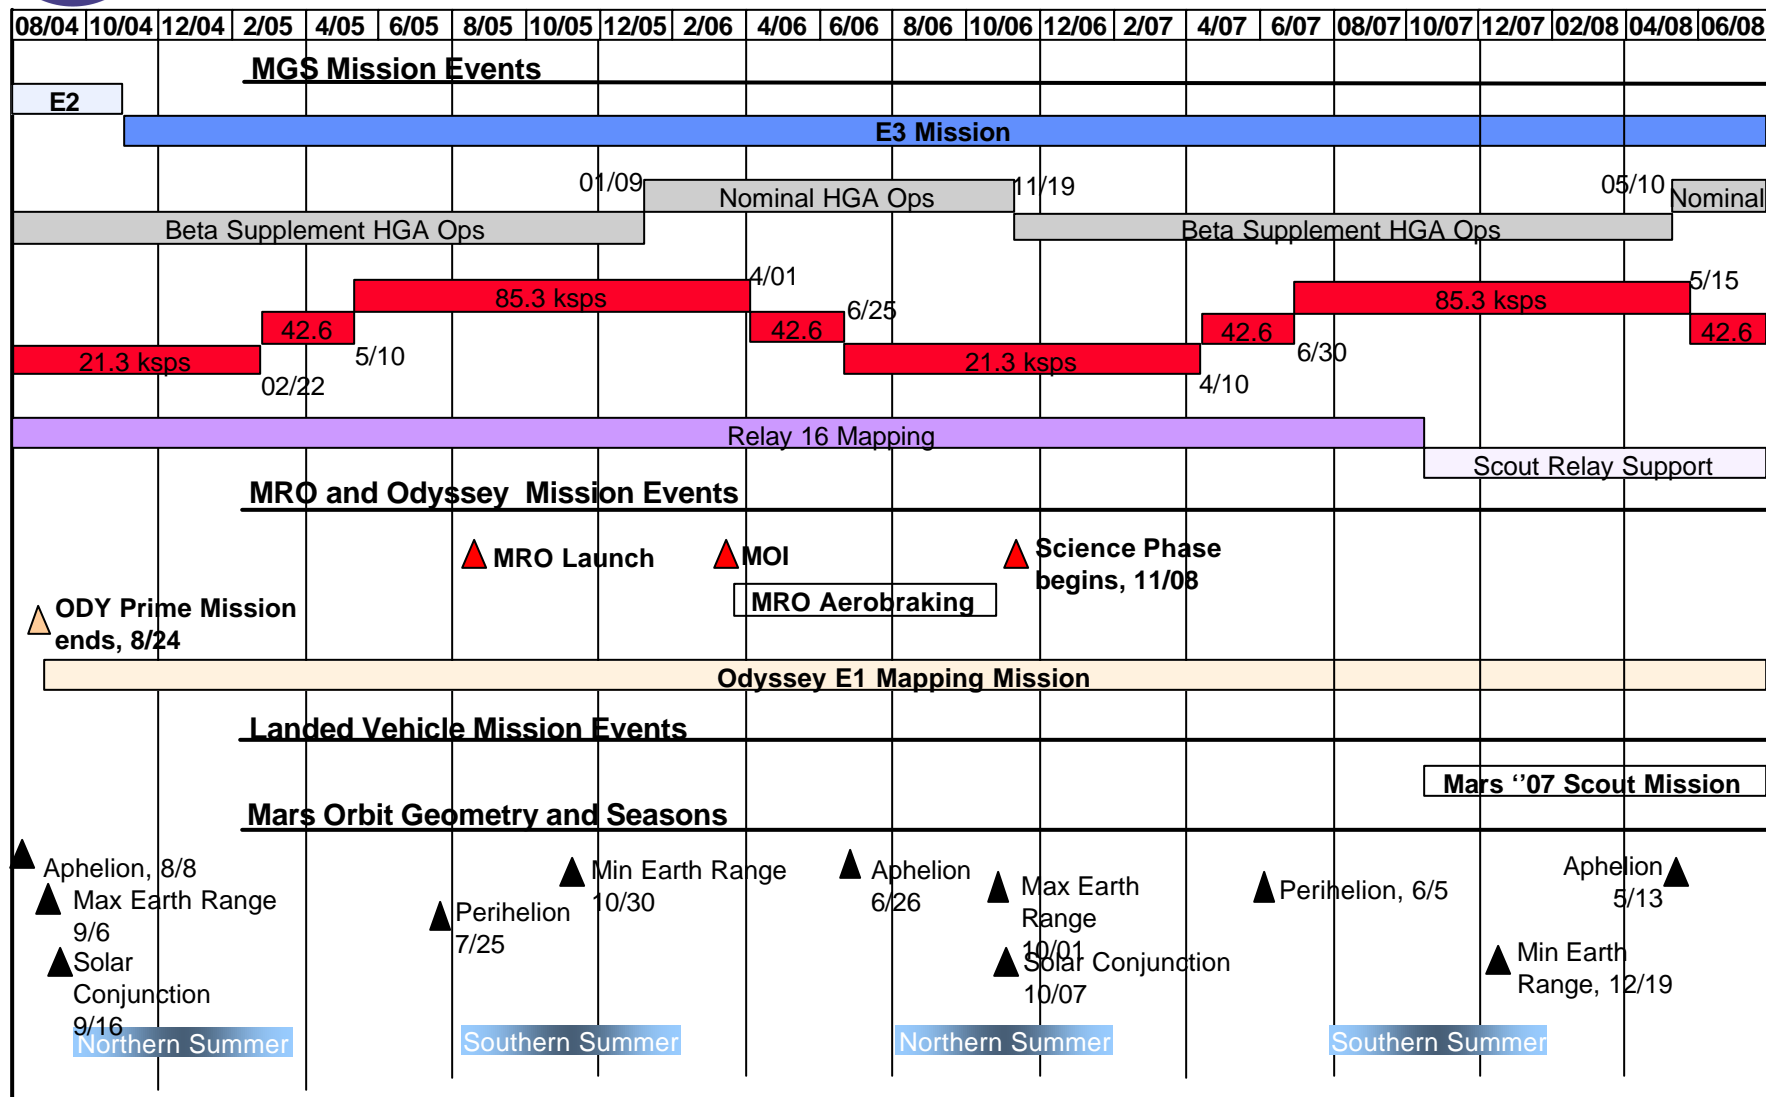 08/04 10/04 12/04 2/05 4/05 6/05 8/05 10/05 12/05 2/06 4/06 6/06 8/06 10/06 12/06 2/07 4/07 6/07 08/07 10/07 12/07 02/08 04/08 06/08
MGS Mission Events
E2
E3 Mission
01/09
Nominal HGA Ops
11/19
05/10
Nominal
Beta Supplement HGA Ops
Beta Supplement HGA Ops
85.3 ksps
4/01
85.3 ksps
5/15
42.6
5/10
42.6
6/25
42.6
6/30
42.6
21.3 ksps
02/22
21.3 ksps
4/10
Relay 16 Mapping
Scout Relay Support
MRO and Odyssey  Mission Events
MRO Launch
MOI
Science Phase
begins, 11/08
MRO Aerobraking
ODY Prime Mission
ends, 8/24
Odyssey E1 Mapping Mission
Landed Vehicle Mission Events
Mars ‘’07 Scout Mission
Mars Orbit Geometry and Seasons
Aphelion, 8/8
Max Earth Range
9/6
Solar
Conjunction
9/16
Perihelion
7/25
Min Earth Range
10/30
Aphelion
6/26
Max Earth
Range
10/01
Solar Conjunction
10/07
Perihelion, 6/5
Aphelion
5/13
Min Earth
Range, 12/19
Northern Summer
Southern Summer
Northern Summer
Southern Summer